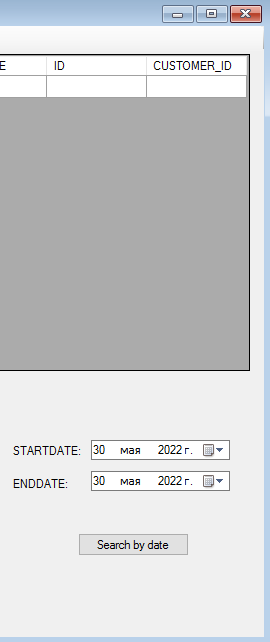 E ID CUSTOMER_ID
STARTDATE: 30 мая 2022 г.
ENDDATE: 30 мая 2022 г.
Search by date